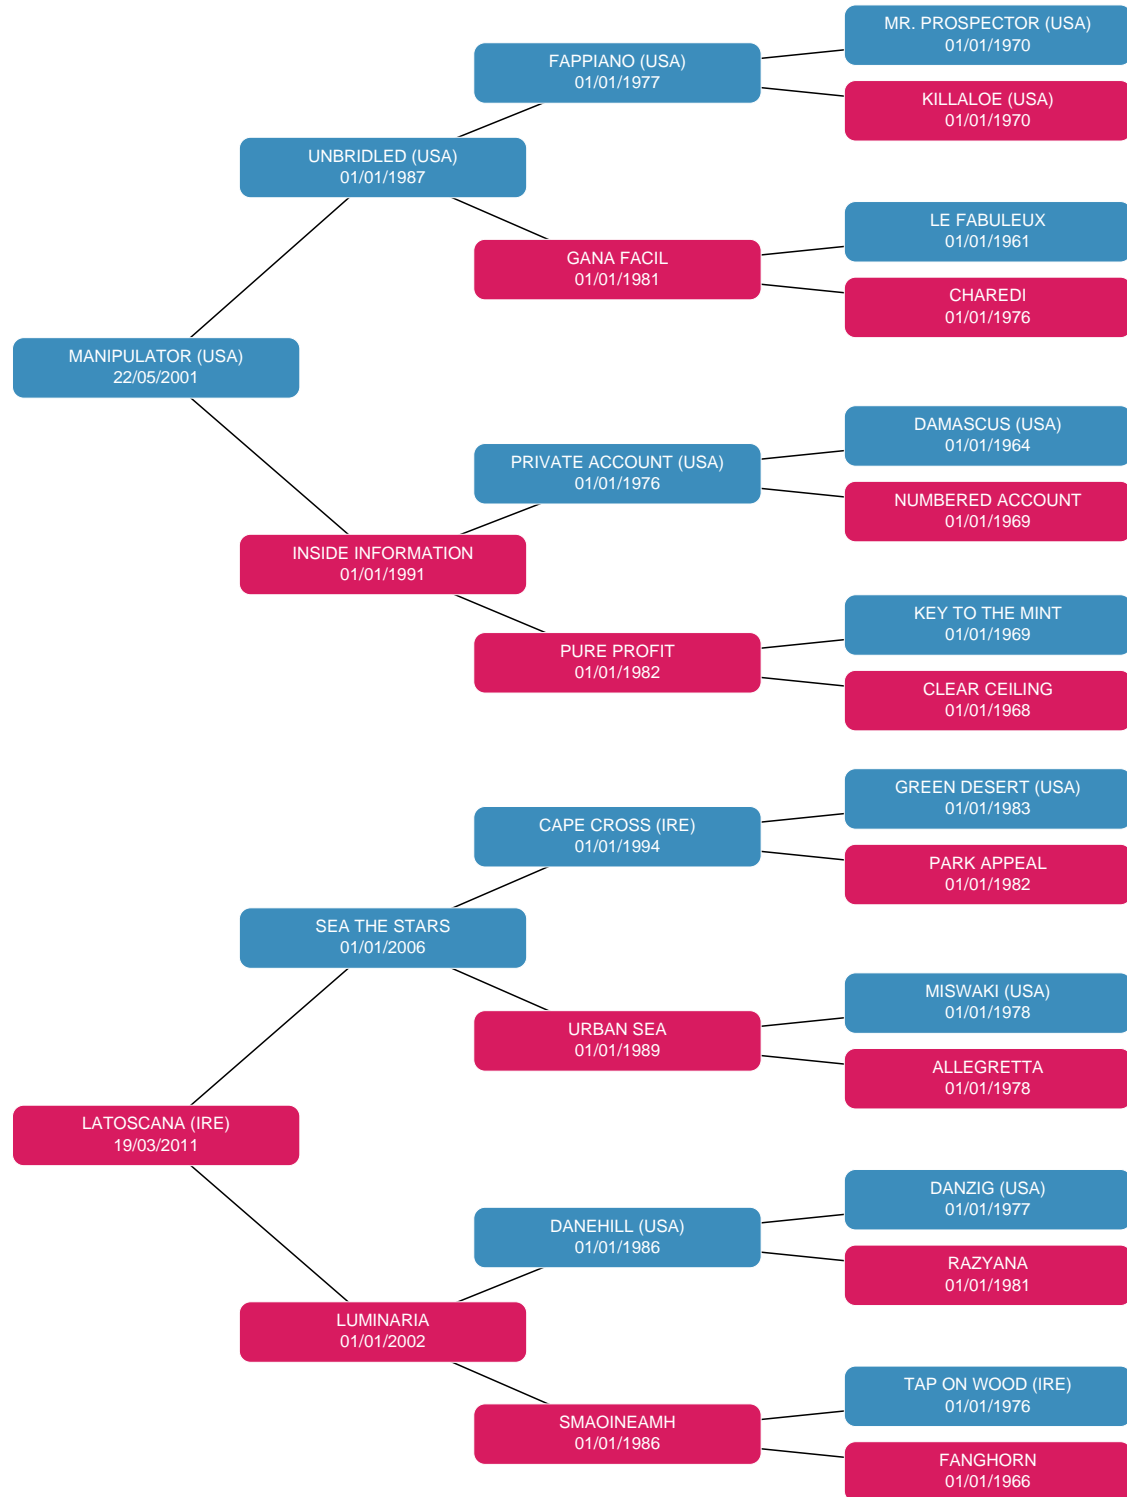 MR. PROSPECTOR (USA)
01/01/1970
FAPPIANO (USA)
01/01/1977
KILLALOE (USA)
01/01/1970
UNBRIDLED (USA)
01/01/1987
LE FABULEUX
01/01/1961
GANA FACIL
01/01/1981
CHAREDI
01/01/1976
MANIPULATOR (USA)
22/05/2001
DAMASCUS (USA)
01/01/1964
PRIVATE ACCOUNT (USA)
01/01/1976
NUMBERED ACCOUNT
01/01/1969
INSIDE INFORMATION
01/01/1991
KEY TO THE MINT
01/01/1969
PURE PROFIT
01/01/1982
CLEAR CEILING
01/01/1968
GREEN DESERT (USA)
01/01/1983
CAPE CROSS (IRE)
01/01/1994
PARK APPEAL
01/01/1982
SEA THE STARS
01/01/2006
MISWAKI (USA)
01/01/1978
URBAN SEA
01/01/1989
ALLEGRETTA
01/01/1978
LATOSCANA (IRE)
19/03/2011
DANZIG (USA)
01/01/1977
DANEHILL (USA)
01/01/1986
RAZYANA
01/01/1981
LUMINARIA
01/01/2002
TAP ON WOOD (IRE)
01/01/1976
SMAOINEAMH
01/01/1986
FANGHORN
01/01/1966